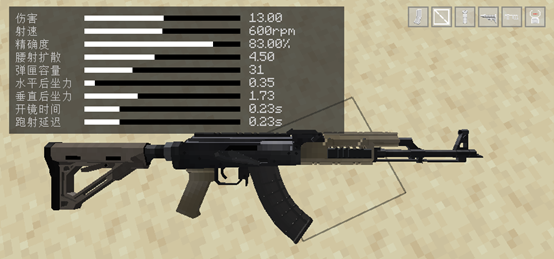 伤害 13.00
射速 600rpm
精确度 83.00%
腰射扩散 4.50
弹匣容量 31
水平后坐力 0.35
垂直后坐力 1.73
开镜时间 0.23s
跑射延迟 0.23s